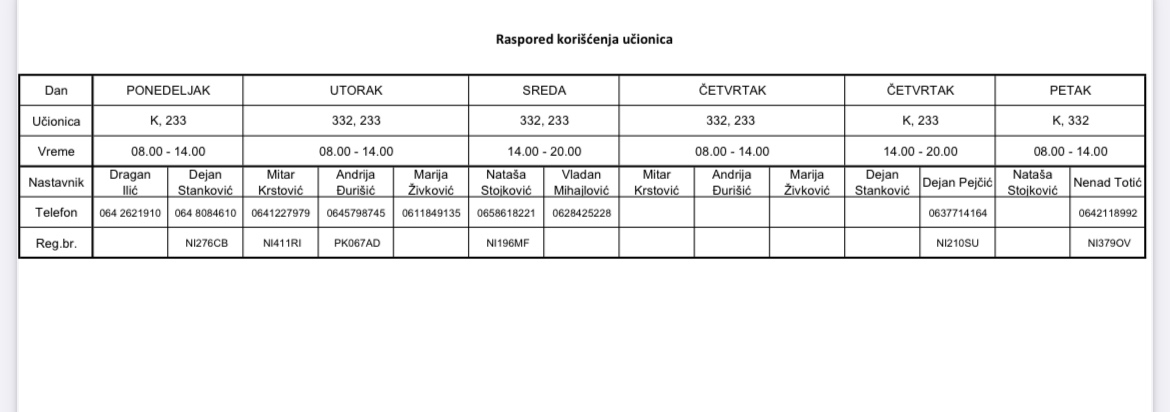 Raspored korišćenja učionica
Dan PONEDELJAK UTORAK SREDA ČETVRTAK ČETVRTAK PETAK
Učionica K, 233 332, 233 332, 233 332, 233 K, 233 K, 332
Vreme 08.00 - 14.00 08.00 - 14.00 14.00 - 20.00 08.00 - 14.00 14.00 - 20.00 08.00 - 14.00
Nastavnik Dragan Ilić Dejan Stanković Mitar Krstović Andrija Đurišić Marija Živković Nataša Stojković Vladan Mihajlović Mitar Krstović Andrija Đurišić Marija Živković Dejan Stanković Dejan Pejčić Nataša Stojković Nenad Totić
Telefon 064 2621910 064 8084610 0641227979 0645798745 0611849135 0658618221 0628425228 0637714164 0642118992
Reg.br. NI276CB NI411RI PK067AD NI196MF NI210SU NI379OV